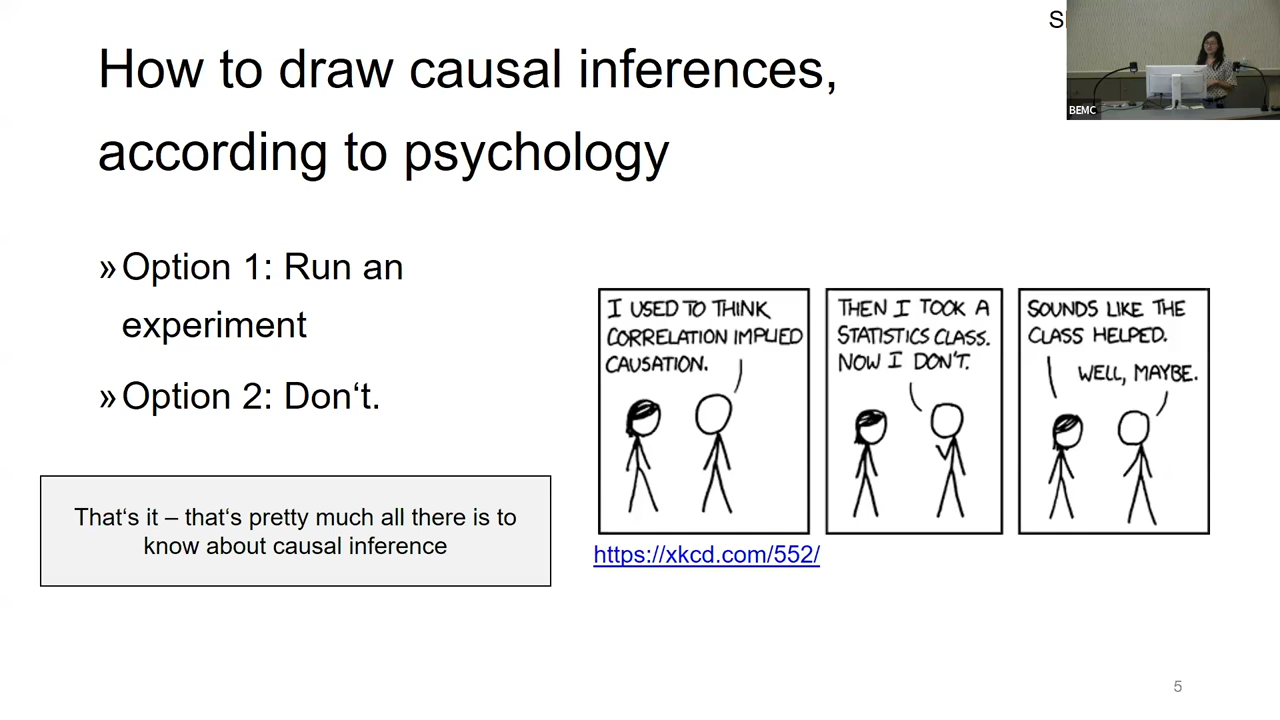 How to draw causal inferences,
according to psychology
» Option 1: Run an
experiment
» Option 2: Don‘t.
That‘s it – that‘s pretty much all there is to
know about causal inference
I USED TO THINK
CORRELATION IMPLIED
CAUSATION.
THEN I TOOK A
STATISTICS CLASS.
NOW I DON'T.
SOUNDS LIKE THE
CLASS HELPED.
WELL, MAYBE.
https://xkcd.com/552/
BEMC
5